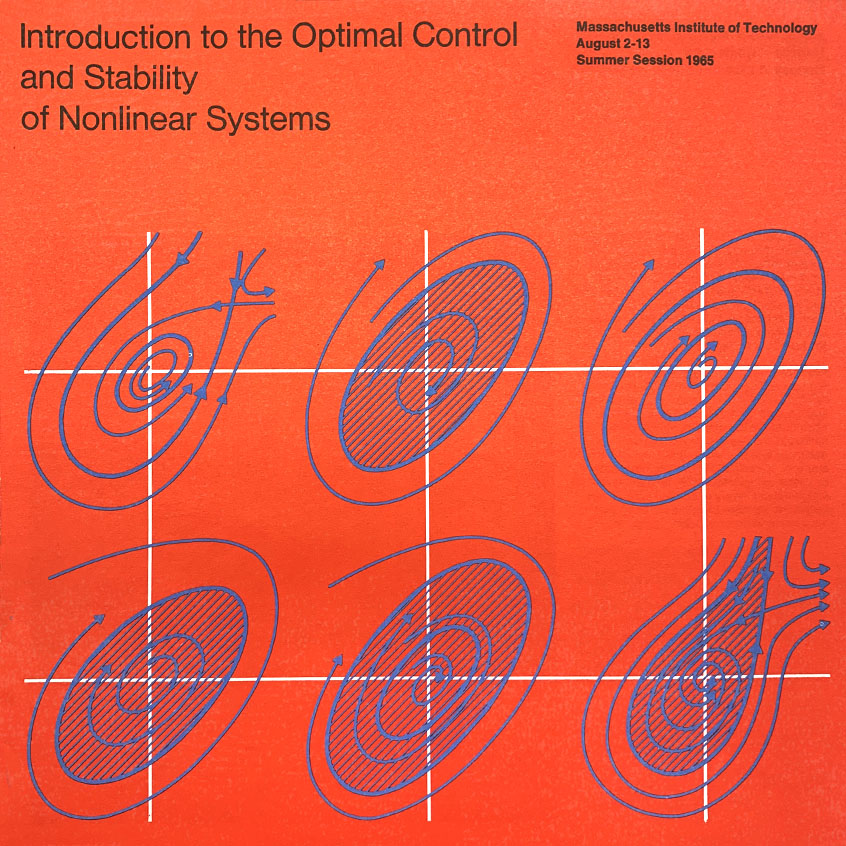 Introduction to the Optimal Control
and Stability
of Nonlinear Systems
Massachusetts Institute of Technology
August 2-13
Summer Session 1965